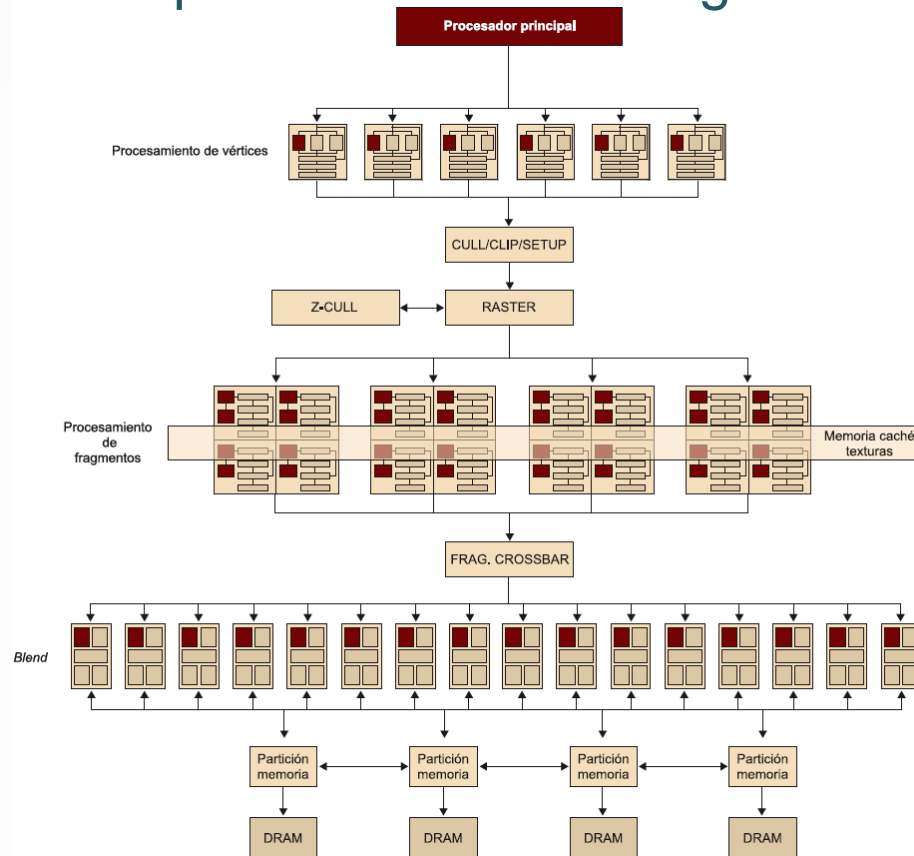 Procesador principal
Procesamiento de vértices
CULL/CLIP/SETUP
Z-CULL
RASTER
Procesamiento
de
fragmentos
Memoria caché
texturas
FRAG. CROSSBAR
Blend
Partición
memoria
Partición
memoria
Partición
memoria
Partición
memoria
DRAM
DRAM
DRAM
DRAM